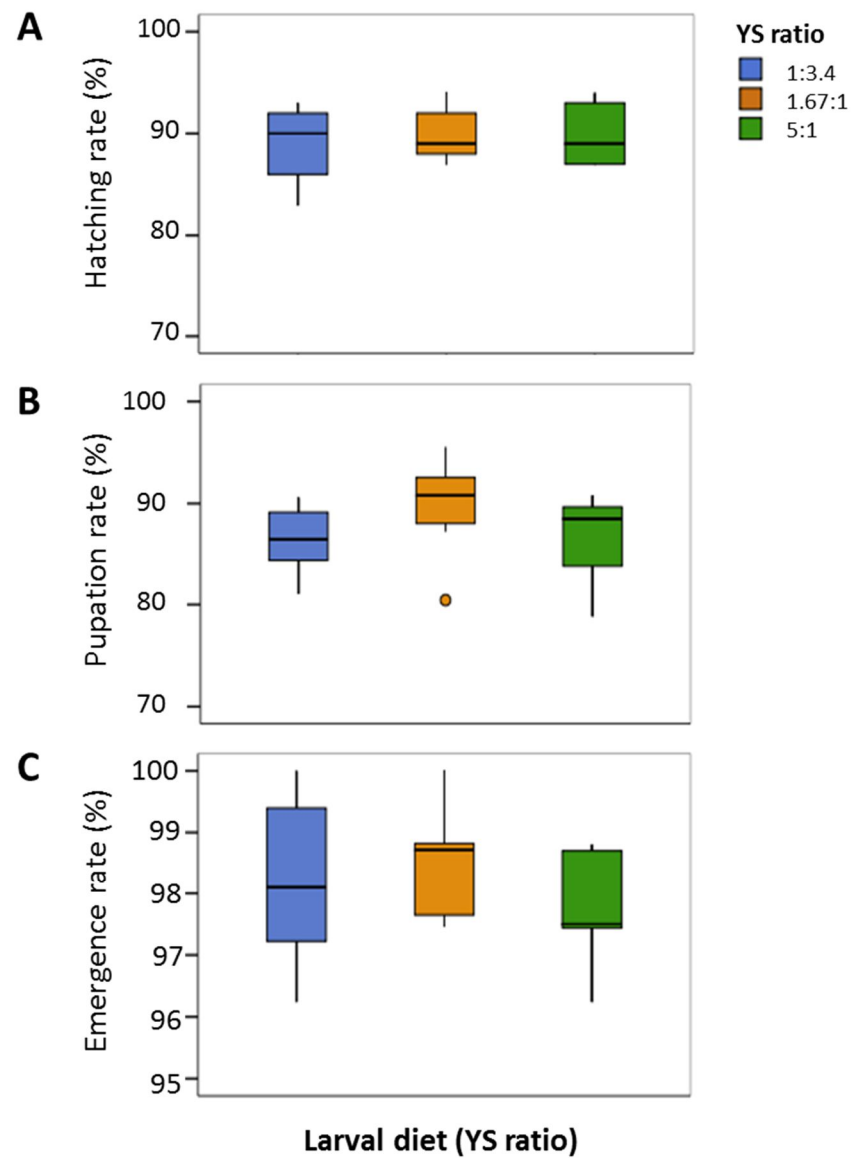 A
Hatching rate (%)
100
90
80
70
YS ratio
1:3.4
1.67:1
5:1
B
Pupation rate (%)
100
90
80
70
C
Emergence rate (%)
100
99
98
97
96
95
Larval diet (YS ratio)